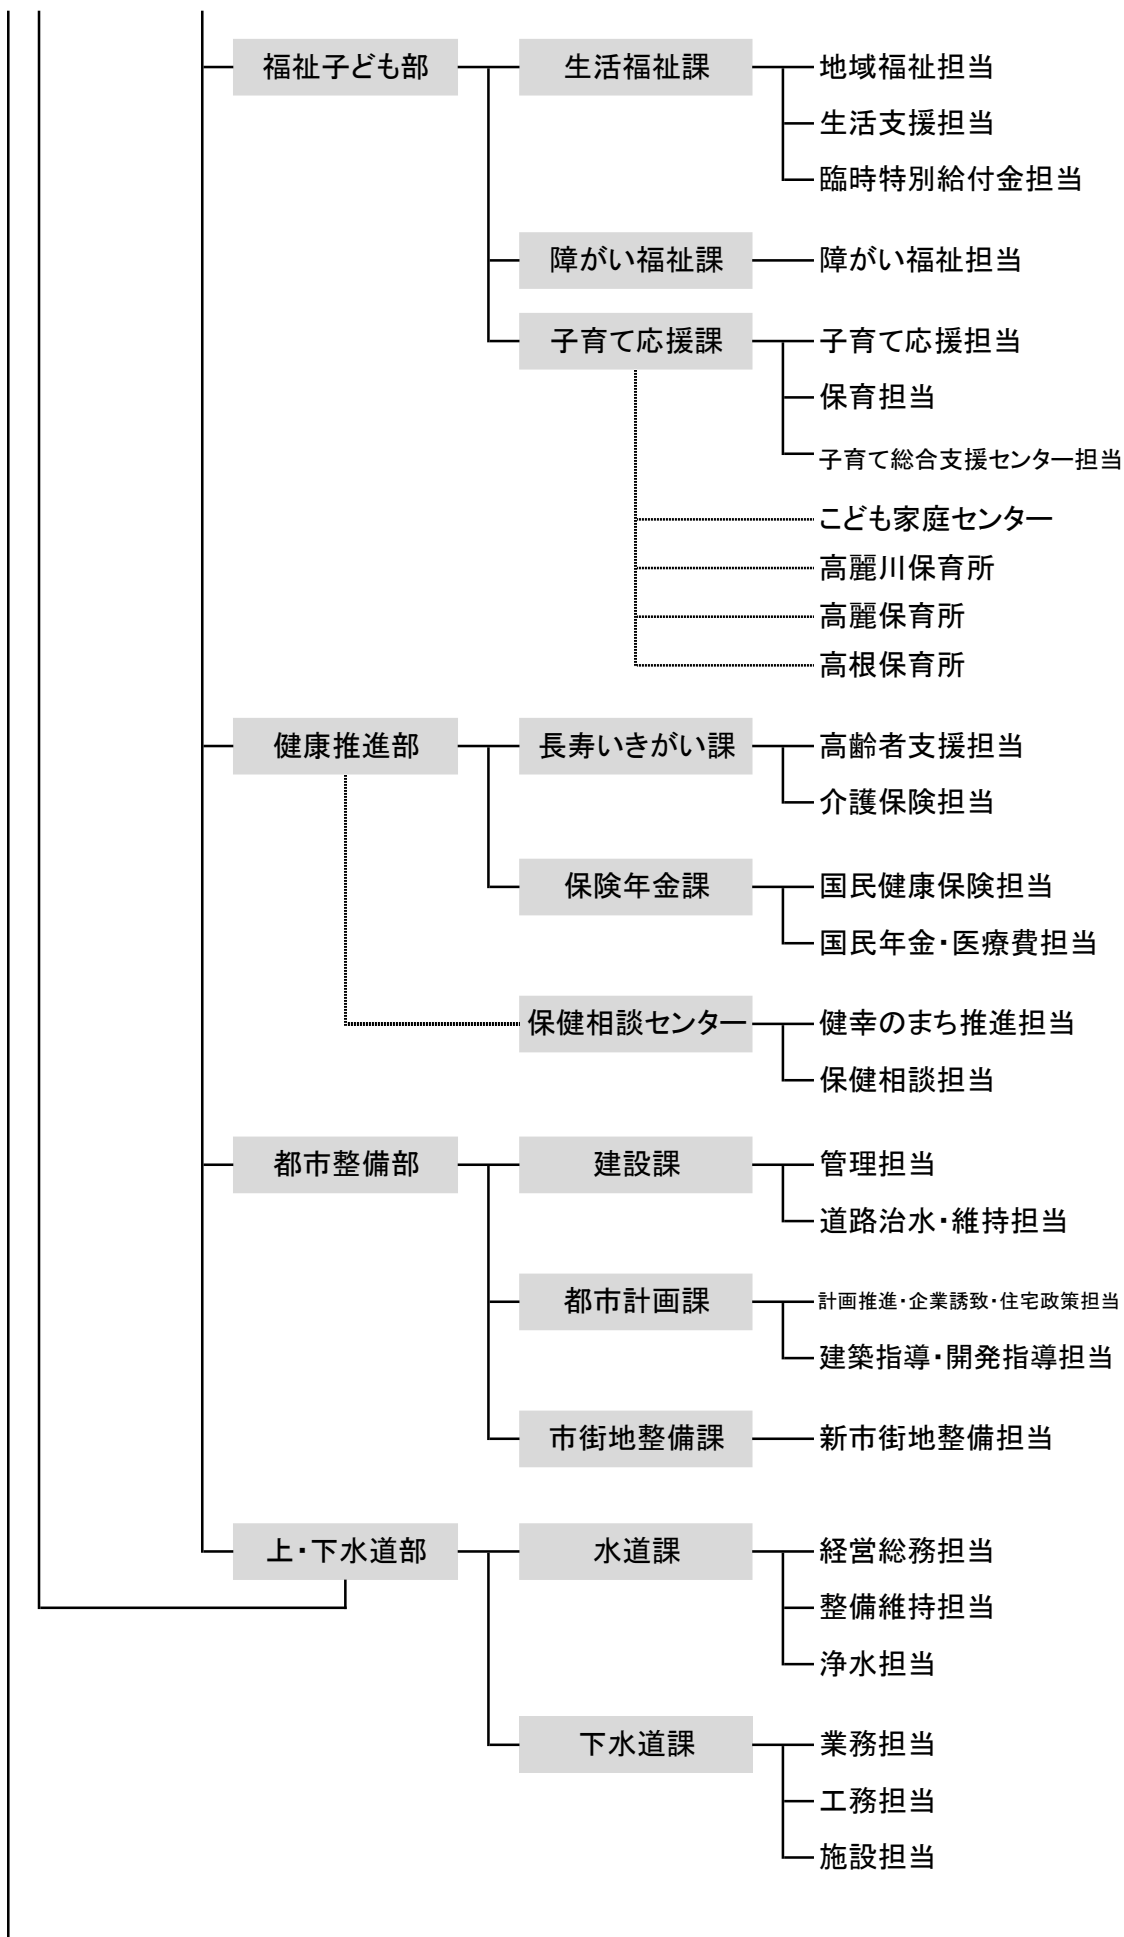 福祉子ども部 生活福祉課 地域福祉担当
生活支援担当
臨時特別給付金担当
障がい福祉課 障がい福祉担当
子育て応援課 子育て応援担当
保育担当
子育て総合支援センター担当
こども家庭センター
高麗川保育所
高麗保育所
高根保育所
健康推進部 長寿いきがい課 高齢者支援担当
介護保険担当
保険年金課 国民健康保険担当
国民年金・医療費担当
保健相談センター 健幸のまち推進担当
保健相談担当
都市整備部 建設課 管理担当
道路治水・維持担当
都市計画課 計画推進・企業誘致・住宅政策担当
建築指導・開発指導担当
市街地整備課 新市街地整備担当
上・下水道部 水道課 経営総務担当
整備維持担当
浄水担当
下水道課 業務担当
工務担当
施設担当